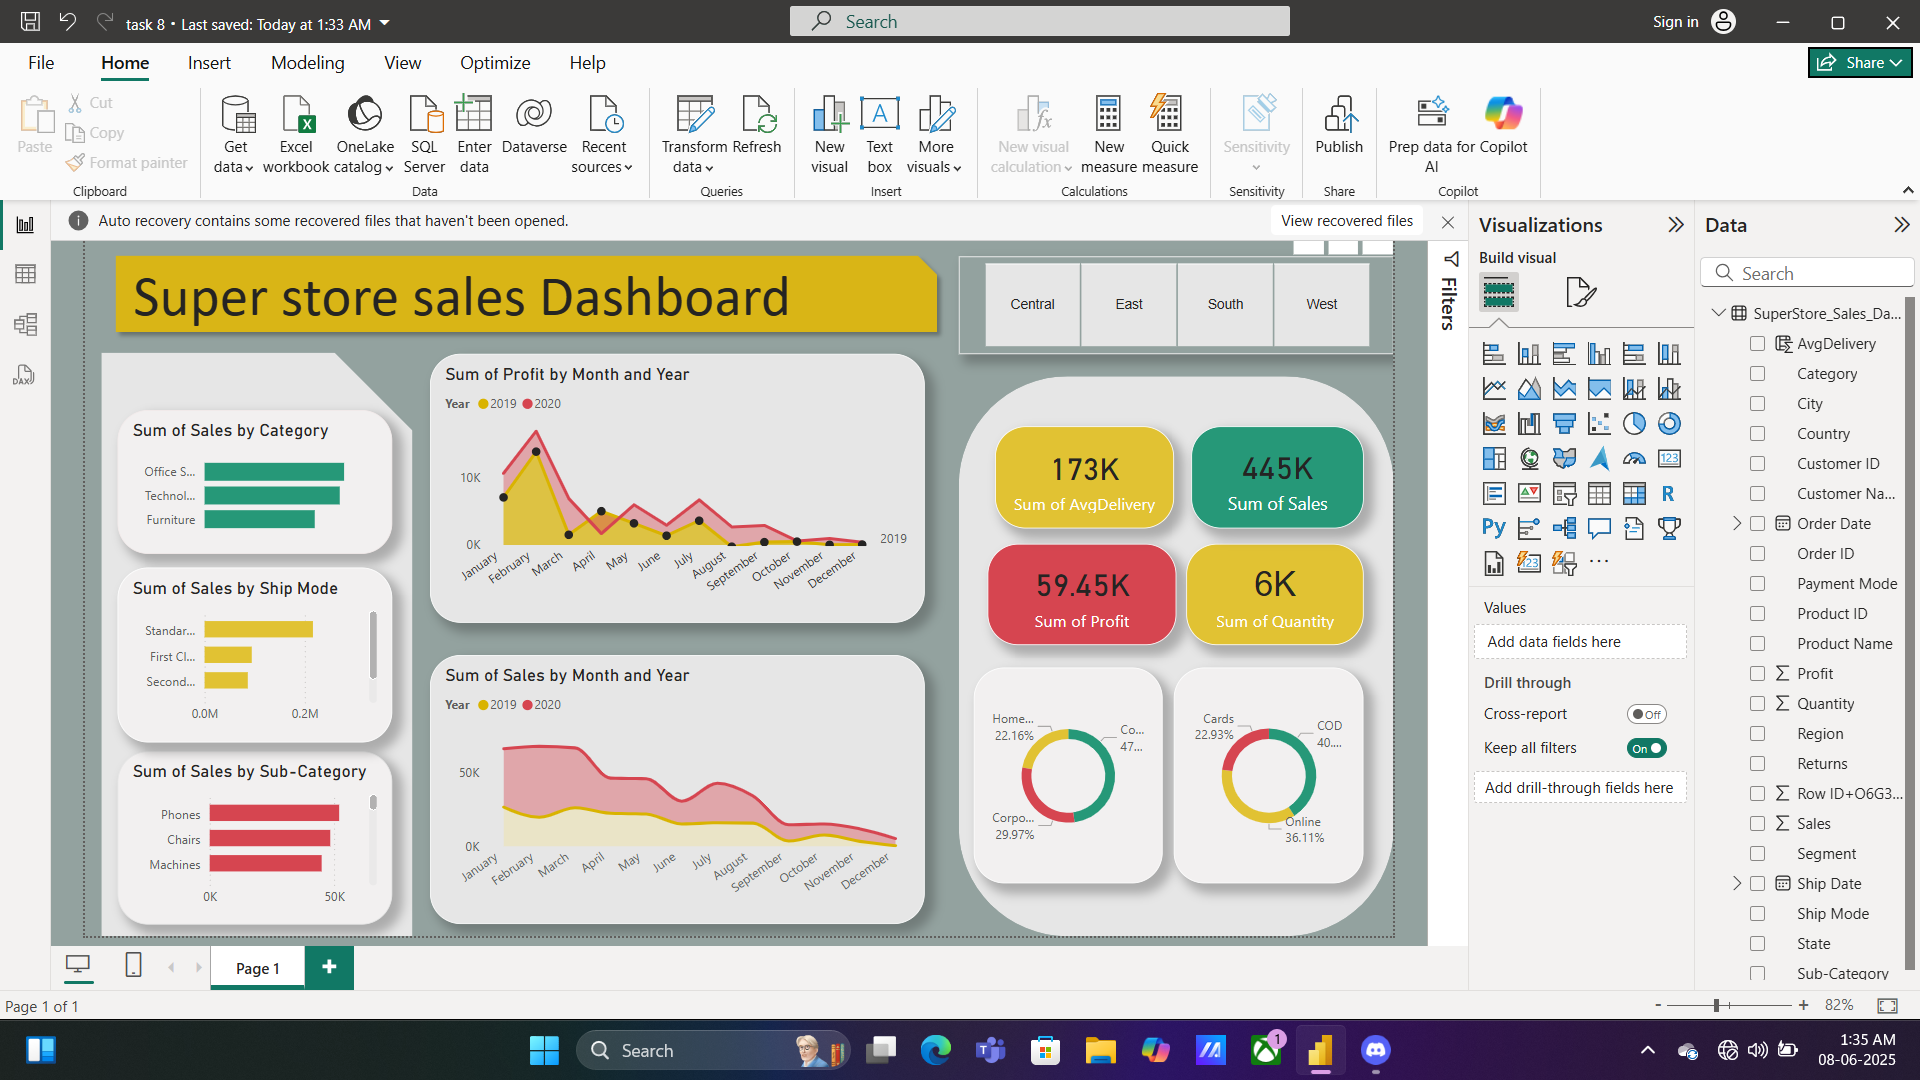 task 8 • Last saved: Today at 1:33 AM
Search
Sign in
File
Home
Insert
Modeling
View
Optimize
Help
Share
Paste
Cut
Copy
Format painter
Clipboard
Get data
Excel workbook
OneLake catalog
SQL Server
Enter data
Dataverse
Recent sources
Data
Transform data
Refresh
Queries
New visual
Text box
More visuals
Insert
New visual calculation
New measure
Quick measure
Calculations
Sensitivity
Sensitivity
Publish
Share
Prep data for AI
Copilot
Copilot
Auto recovery contains some recovered files that haven't been opened.
View recovered files
Super store sales Dashboard
Central
East
South
West
Sum of Sales by Category
Office S...
Technol...
Furniture
Sum of Sales by Ship Mode
Standar...
First Cl...
Second...
0.0M
0.2M
Sum of Sales by Sub-Category
Phones
Chairs
Machines
0K
50K
Sum of Profit by Month and Year
Year 2019 2020
10K
0K
2019
January
February
March
April
May
June
July
August
September
October
November
December
Sum of Sales by Month and Year
Year 2019 2020
50K
0K
January
February
March
April
May
June
July
August
September
October
November
December
173K
Sum of AvgDelivery
445K
Sum of Sales
59.45K
Sum of Profit
6K
Sum of Quantity
Home...
22.16%
Co...
47...
Corpo...
29.97%
Cards
22.93%
COD
40....
Online
36.11%
Filters
Visualizations
Build visual
123
R
Py
123
Values
Add data fields here
Drill through
Cross-report
Off
Keep all filters
On
Add drill-through fields here
Data
Search
SuperStore_Sales_Da...
AvgDelivery
Category
City
Country
Customer ID
Customer Na...
Order Date
Order ID
Payment Mode
Product ID
Product Name
Profit
Quantity
Region
Returns
Row ID+O6G3...
Sales
Segment
Ship Date
Ship Mode
State
Sub-Category
DAX
Page 1
Page 1 of 1
82%
Search
1
1:35 AM
08-06-2025